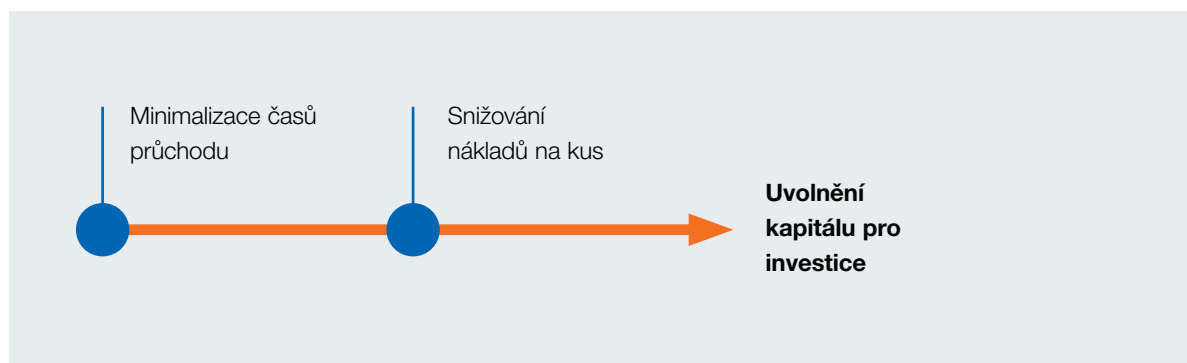 Minimalizace časů
průchodu
Snižování
nákladů na kus
Uvolnění
kapitálu pro
investice